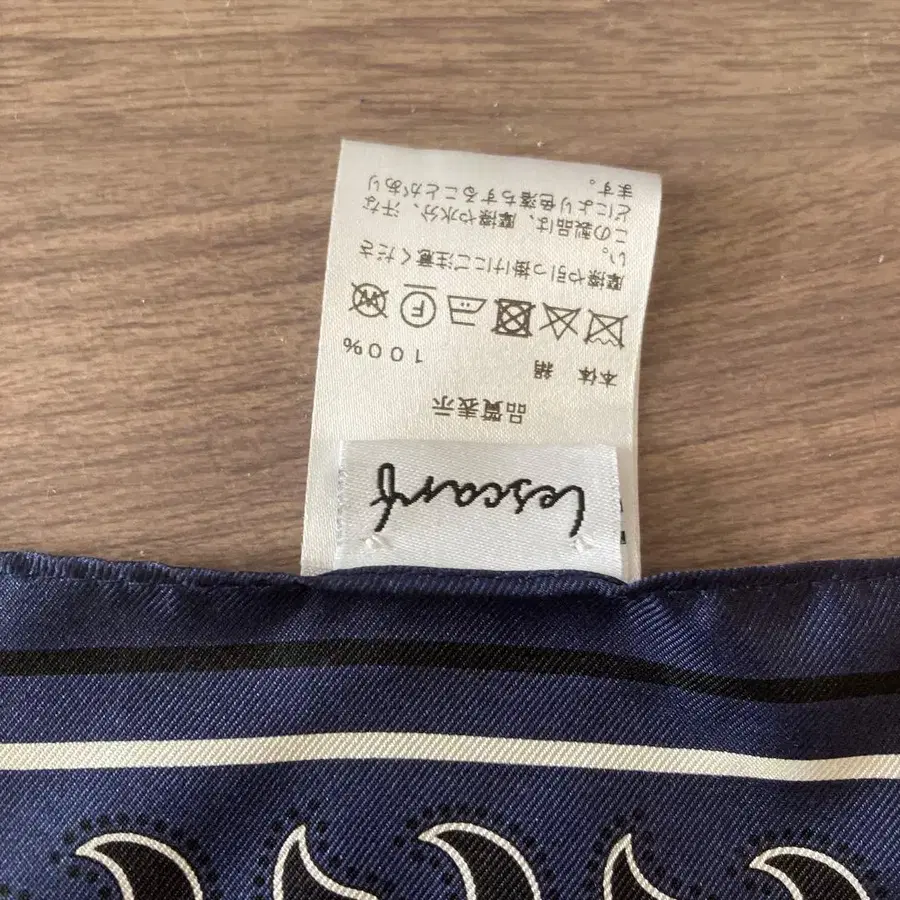 lescarf
品質表示
本体 絹 100%
F W
摩擦や引っ掛けにご注意くださ
い。
この製品は、摩擦や水分、汗な
どにより色落ちすることがあり
ます。